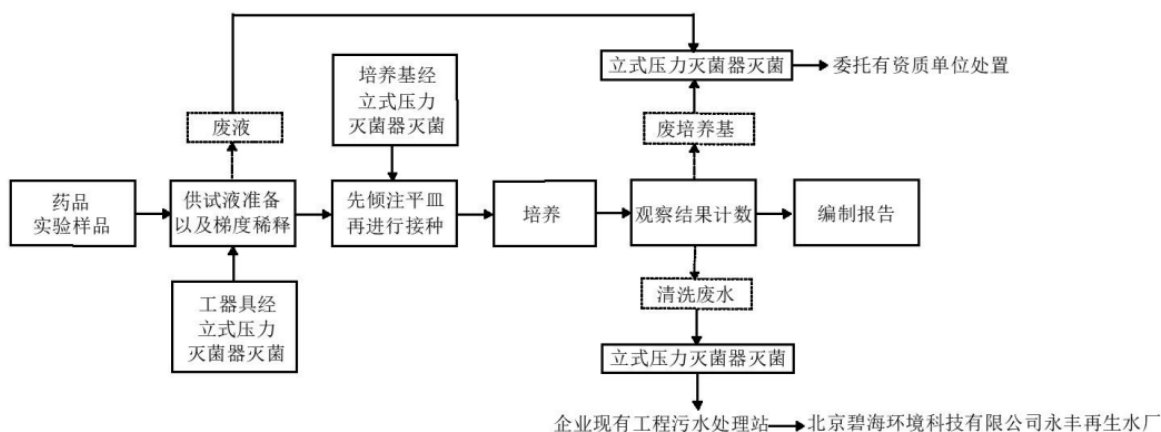 立式压力灭菌器灭菌
委托有资质单位处置
培养基经
立式压力
灭菌器灭菌
废液
废培养基
药品
实验样品
供试液准备
以及梯度稀释
先倾注平皿
再进行接种
培养
观察结果计数
编制报告
工器具经
立式压力
灭菌器灭菌
清洗废水
立式压力灭菌器灭菌
企业现有工程污水处理站
北京碧海环境科技有限公司永丰再生水厂